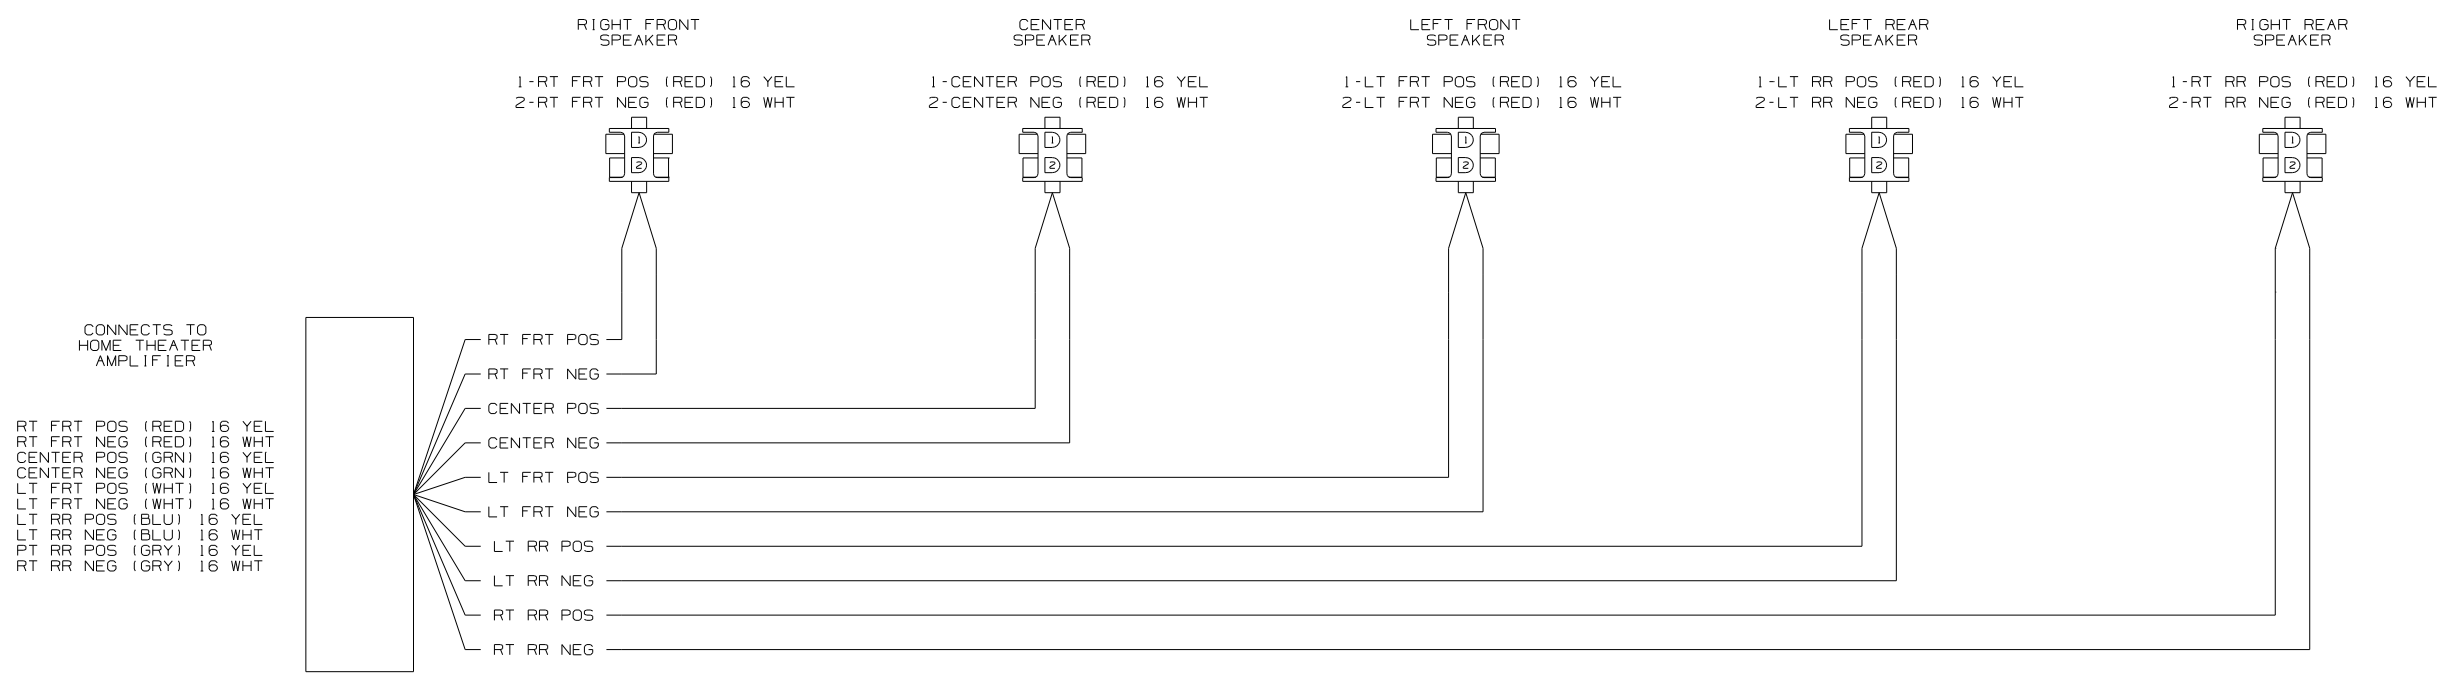 RIGHT FRONT
SPEAKER
1-RT FRT POS (RED) 16 YEL
2-RT FRT NEG (RED) 16 WHT
1
2
CENTER
SPEAKER
1-CENTER POS (RED) 16 YEL
2-CENTER NEG (RED) 16 WHT
1
2
LEFT FRONT
SPEAKER
1-LT FRT POS (RED) 16 YEL
2-LT FRT NEG (RED) 16 WHT
1
2
LEFT REAR
SPEAKER
1-LT RR POS (RED) 16 YEL
2-LT RR NEG (RED) 16 WHT
1
2
RIGHT REAR
SPEAKER
1-RT RR POS (RED) 16 YEL
2-RT RR NEG (RED) 16 WHT
1
2
CONNECTS TO
HOME THEATER
AMPLIFIER
RT FRT POS (RED) 16 YEL
RT FRT NEG (RED) 16 WHT
CENTER POS (GRN) 16 YEL
CENTER NEG (GRN) 16 WHT
LT FRT POS (WHT) 16 YEL
LT FRT NEG (WHT) 16 WHT
LT RR POS (BLU) 16 YEL
LT RR NEG (BLU) 16 WHT
PT RR POS (GRY) 16 YEL
RT RR NEG (GRY) 16 WHT
RT FRT POS
RT FRT NEG
CENTER POS
CENTER NEG
LT FRT POS
LT FRT NEG
LT RR POS
LT RR NEG
RT RR POS
RT RR NEG